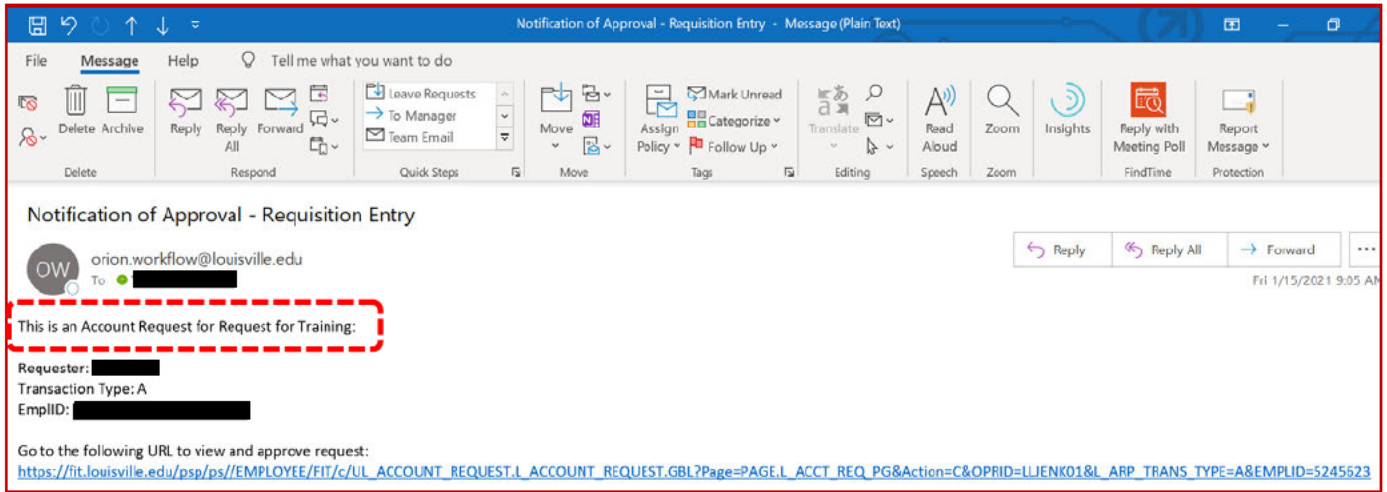 Notification of Approval - Requisition Entry - Message (Plain Text)
File Message Help Tell me what you want to do
Delete Archive
Reply Reply All Forward
Leave Requests
To Manager
Team Email
Move
Assign Policy
Mark Unread
Categorize
Follow Up
Translate
Read Aloud
Zoom
Insights
Reply with Meeting Poll
Report Message
Delete Respond Quick Steps Move Tags Editing Speech Zoom FindTime Protection
Notification of Approval - Requisition Entry
OW
orion.workflow@louisville.edu
To
Reply Reply All Forward
Fri 1/15/2021 9:05 AM
This is an Account Request for Request for Training:
Requester:
Transaction Type: A
EmplID:
Go to the following URL to view and approve request:
https://fit.louisville.edu/psp/ps//EMPLOYEE/FIT/c/UL_ACCOUNT_REQUEST.L_ACCOUNT_REQUEST.GBL?Page=PAGE.L_ACCT_REQ_PG&Action=C&OPRID=LLJENK01&L_ARP_TRANS_TYPE=A&EMPLID=5245623